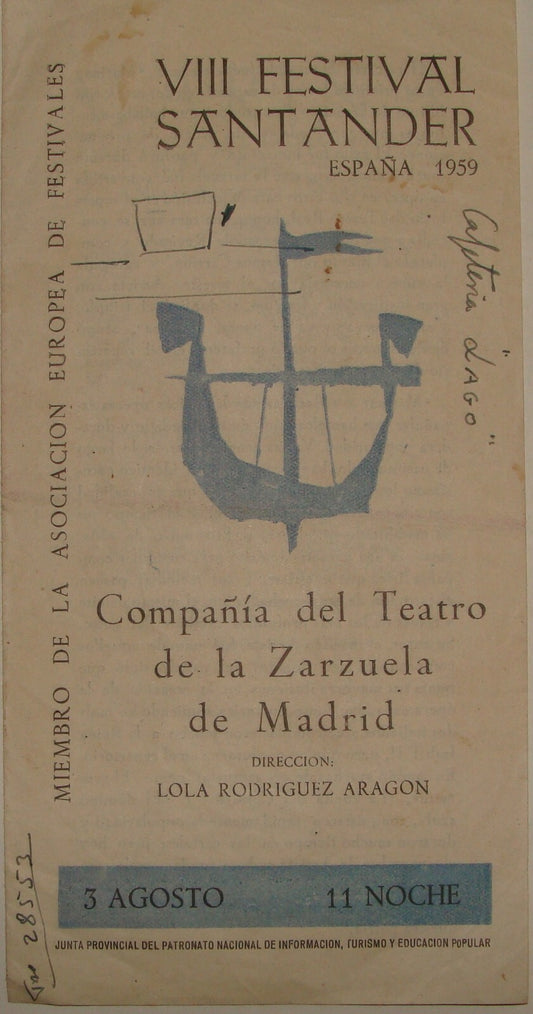 VIII FESTIVAL
SANTANDER
ESPAÑA 1959
MIEMBRO DE LA ASOCIACION EUROPEA DE FESTIVALES
Cafeteria "LAGO"
Compañía del Teatro
de la Zarzuela
de Madrid
DIRECCION:
LOLA RODRIGUEZ ARAGON
3 AGOSTO 11 NOCHE
JUNTA PROVINCIAL DEL PATRONATO NACIONAL DE INFORMACION, TURISMO Y EDUCACION POPULAR
28553